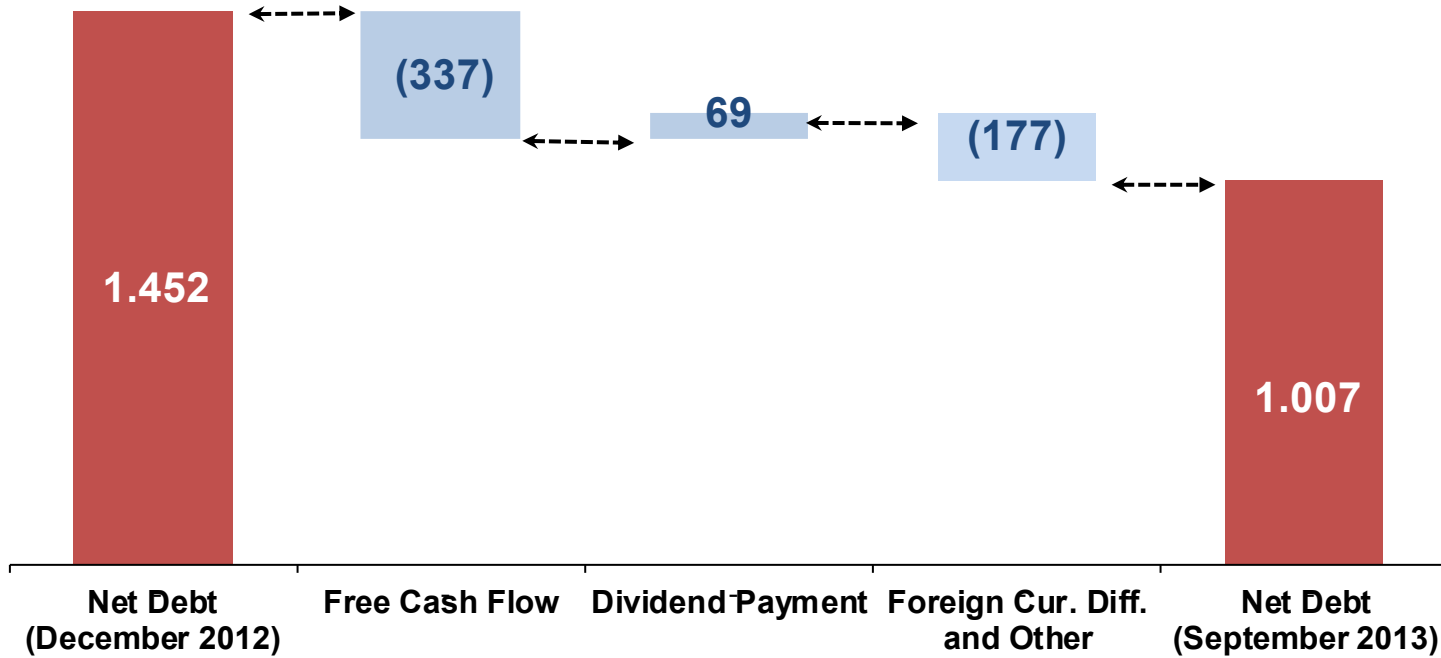 (337)
69
(177)
1.452
1.007
Net Debt
(December 2012)
Free Cash Flow
Dividend Payment
Foreign Cur. Diff.
and Other
Net Debt
(September 2013)